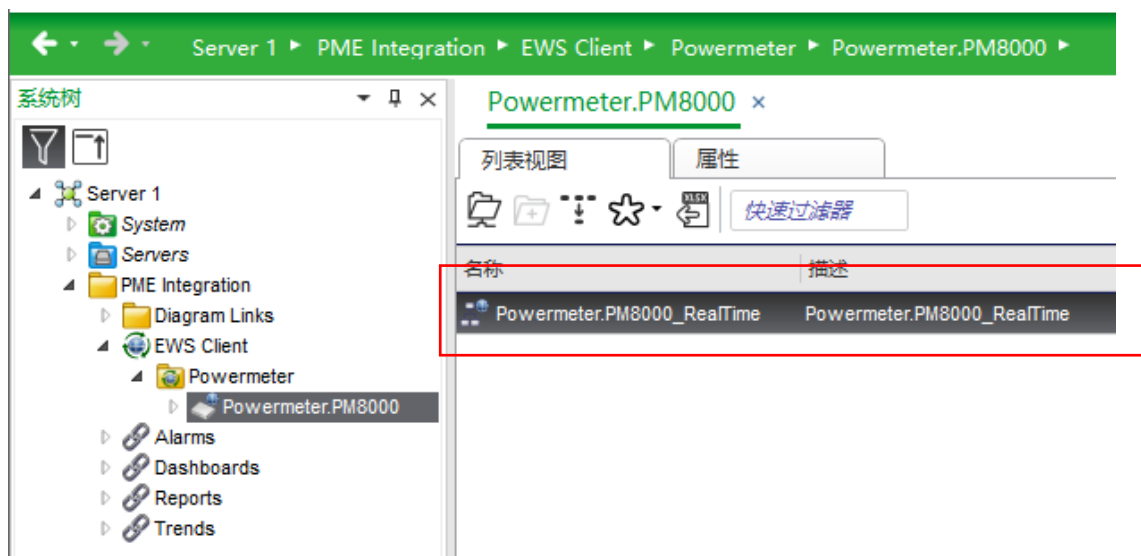 Server 1 ▸ PME Integration ▸ EWS Client ▸ Powermeter ▸ Powermeter.PM8000 ▸
系统树
Powermeter.PM8000 ×
列表视图
属性
XLSX
快速过滤器
Server 1
System
Servers
PME Integration
Diagram Links
EWS Client
Powermeter
Powermeter.PM8000
Alarms
Dashboards
Reports
Trends
名称
描述
Powermeter.PM8000_RealTime
Powermeter.PM8000_RealTime